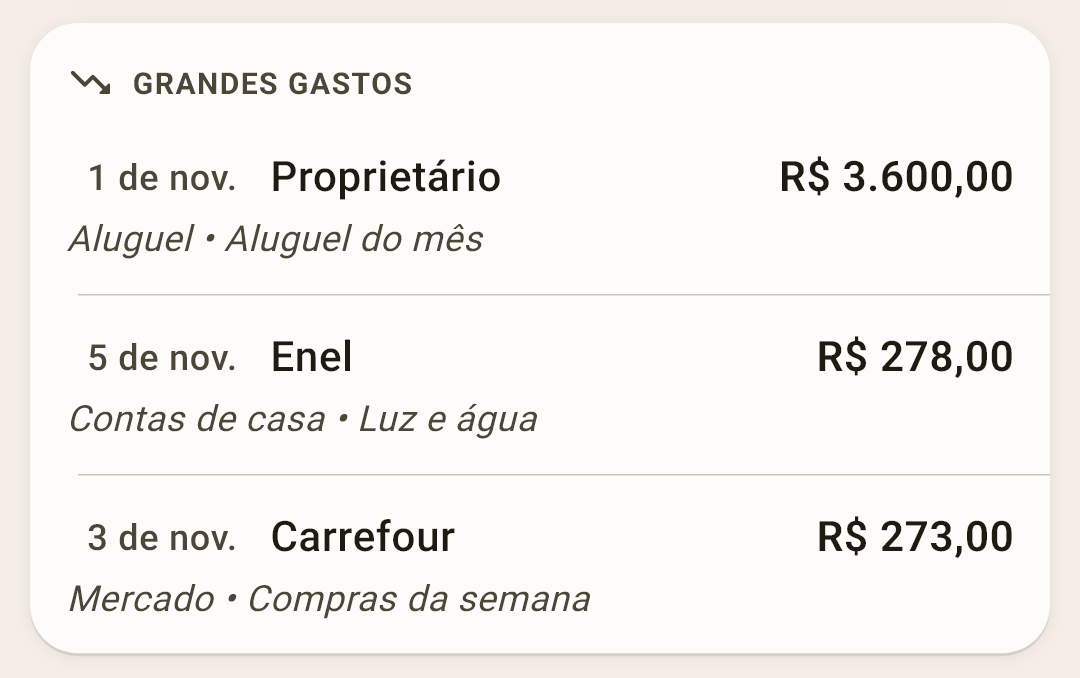 GRANDES GASTOS
1 de nov. Proprietário R$ 3.600,00
Aluguel • Aluguel do mês
5 de nov. Enel R$ 278,00
Contas de casa • Luz e água
3 de nov. Carrefour R$ 273,00
Mercado • Compras da semana